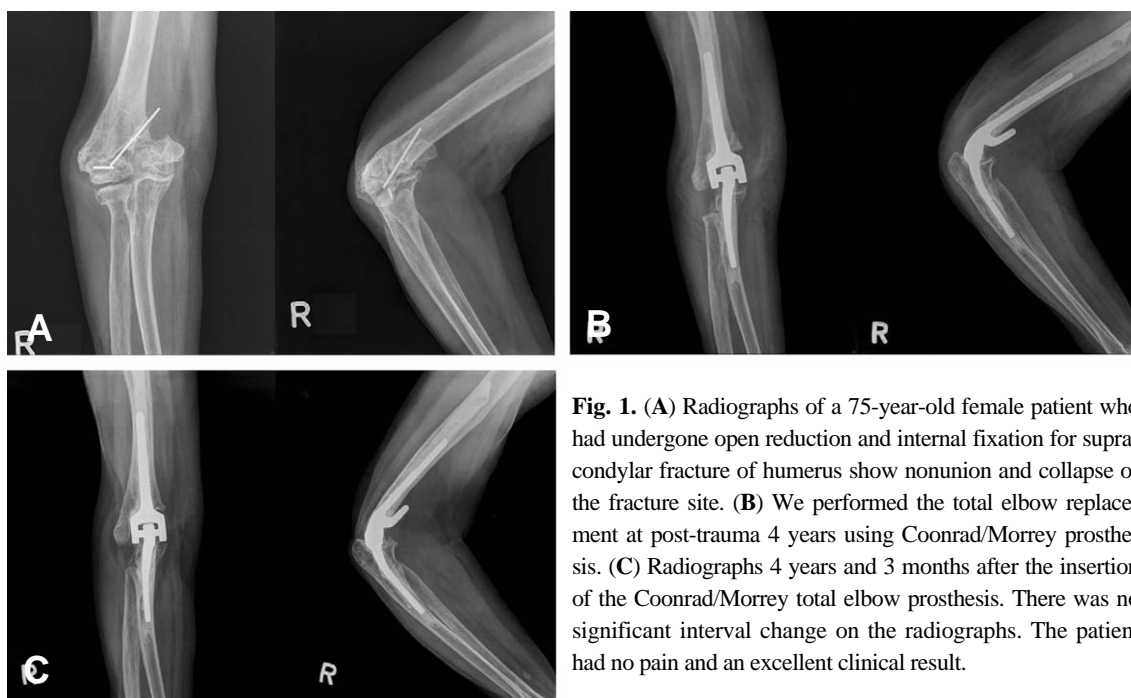 R
A
R
R
B
R
R
C
R
Fig. 1. (A) Radiographs of a 75-year-old female patient who
had undergone open reduction and internal fixation for supra
condylar fracture of humerus show nonunion and collapse o
the fracture site. (B) We performed the total elbow replace
ment at post-trauma 4 years using Coonrad/Morrey prosthe
sis. (C) Radiographs 4 years and 3 months after the insertion
of the Coonrad/Morrey total elbow prosthesis. There was no
significant interval change on the radiographs. The patien
had no pain and an excellent clinical result.